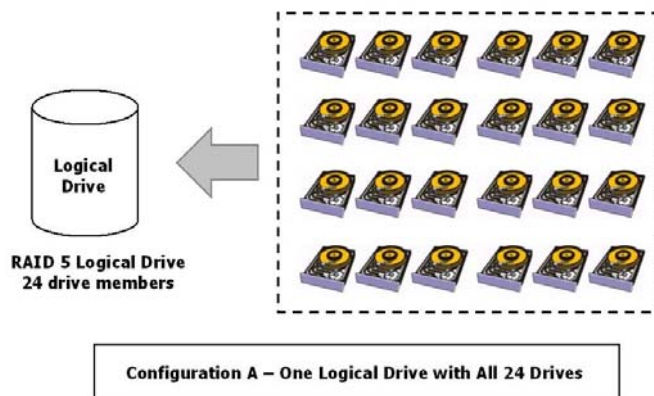 Logical
Drive
RAID 5 Logical Drive
24 drive members
Configuration A – One Logical Drive with All 24 Drives